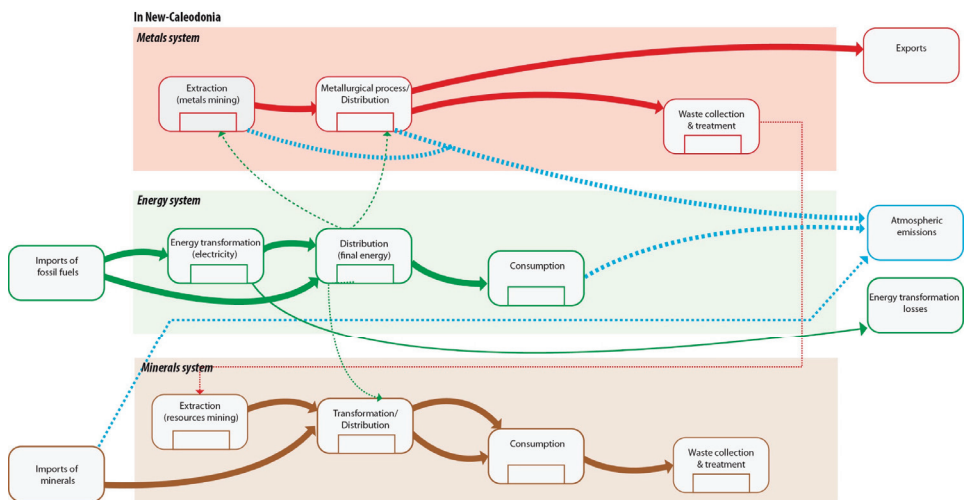 In New-Caleodonia
Metals system
Exports
Extraction
(metals mining)
Metallurgical process/
Distribution
Waste collection
& treatment
Energy system
Atmospheric
emissions
Energy transformation
(electricity)
Distribution
(final energy)
Imports of
fossil fuels
Consumption
Energy transformation
losses
Minerals system
Extraction
(resources mining)
Transformation/
Distribution
Consumption
Imports of
minerals
Waste collection
& treatment